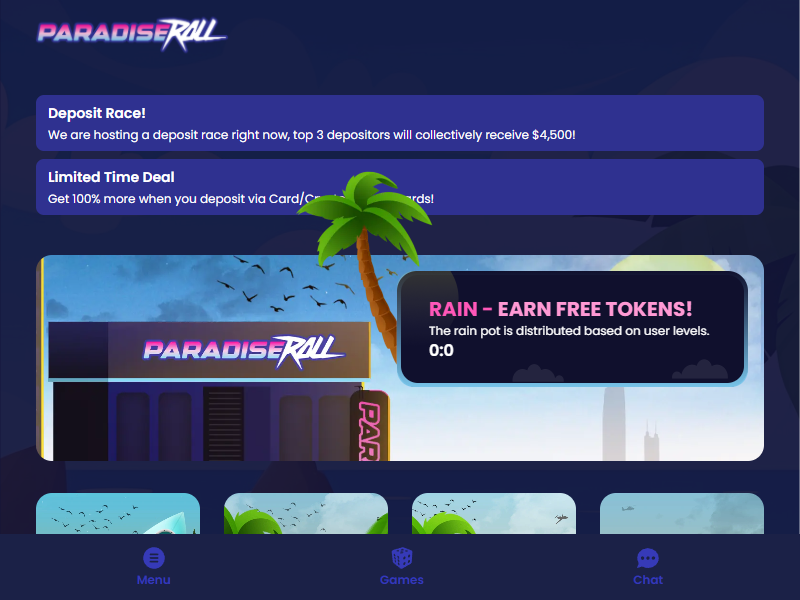 PARADISEROLL
Deposit Race!
We are hosting a deposit race right now, top 3 depositors will collectively receive $4,500!
Limited Time Deal
Get 100% more when you deposit via Card/
RAIN - EARN FREE TOKENS!
The rain pot is distributed based on user levels.
0:0
PARADISEROLL
PAR
Menu
Games
Chat